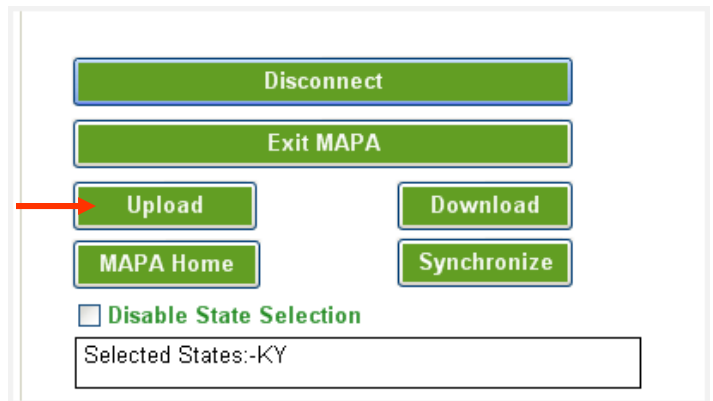 Disconnect
Exit MAPA
Upload Download
MAPA Home Synchronize
Disable State Selection
Selected States:-KY